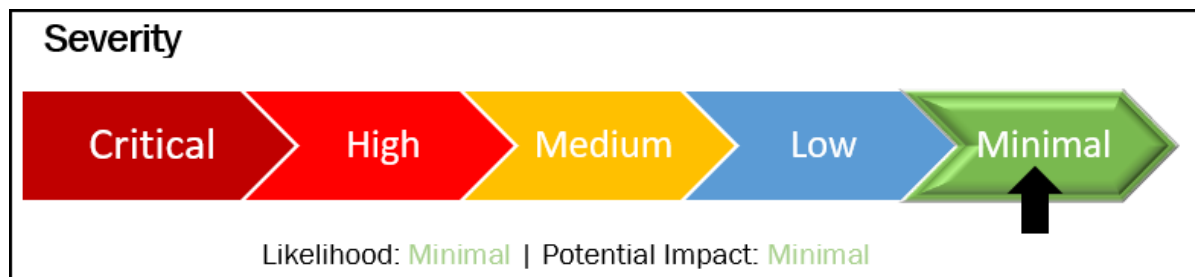 Severity
Critical High Medium Low Minimal
Likelihood: Minimal | Potential Impact: Minimal